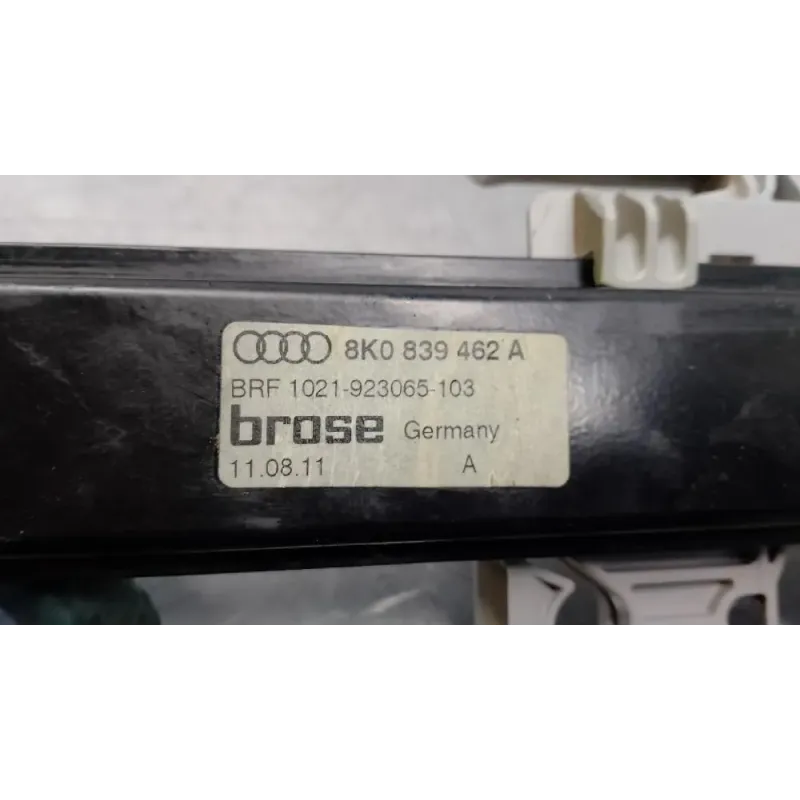 8K0 839 462 A
BRF 1021-923065-103
brose Germany
11.08.11 A